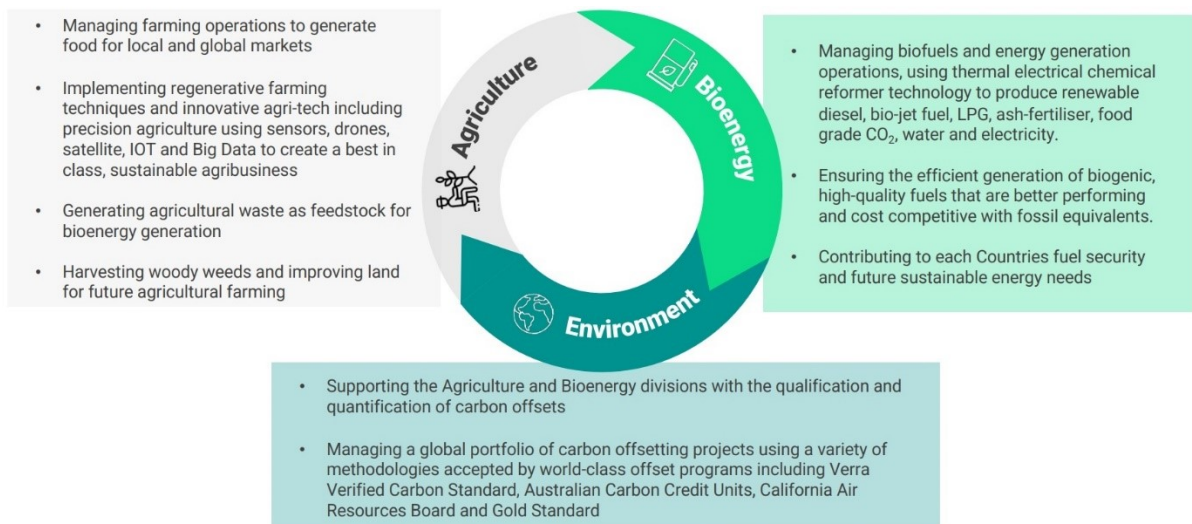 • Managing farming operations to generate
food for local and global markets
• Implementing regenerative farming
techniques and innovative agri-tech including
precision agriculture using sensors, drones,
satellite, IOT and Big Data to create a best in
class, sustainable agribusiness
• Generating agricultural waste as feedstock for
bioenergy generation
• Harvesting woody weeds and improving land
for future agricultural farming
Agriculture
Bioenergy
Environment
• Managing biofuels and energy generation
operations, using thermal electrical chemical
reformer technology to produce renewable
diesel, bio-jet fuel, LPG, ash-fertiliser, food
grade CO₂, water and electricity.
• Ensuring the efficient generation of biogenic,
high-quality fuels that are better performing
and cost competitive with fossil equivalents.
• Contributing to each Countries fuel security
and future sustainable energy needs
• Supporting the Agriculture and Bioenergy divisions with the qualification and
quantification of carbon offsets
• Managing a global portfolio of carbon offsetting projects using a variety of
methodologies accepted by world-class offset programs including Verra
Verified Carbon Standard, Australian Carbon Credit Units, California Air
Resources Board and Gold Standard